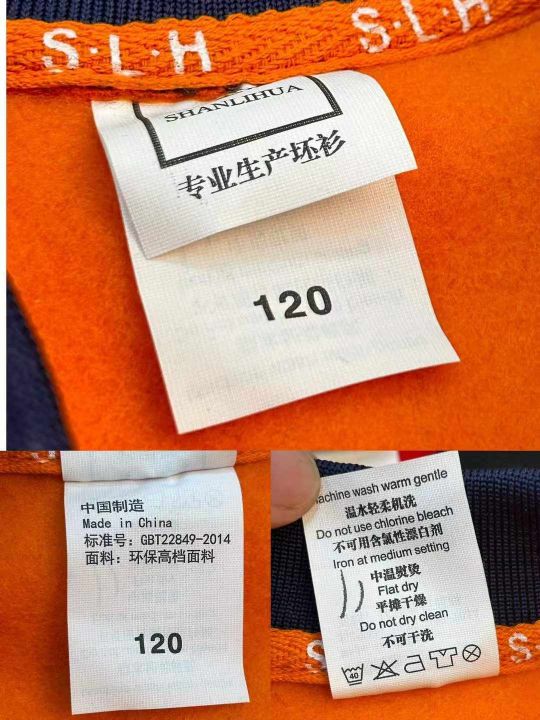 S·L·H
S·L·H
SHANLIHUA
专业生产坯衫
120
中国制造
Made in China
标准号: GBT22849-2014
面料: 环保高档面料
120
Machine wash warm gentle
温水轻柔机洗
Do not use chlorine bleach
不可用含氯性漂白剂
Iron at medium setting
中温熨烫
Flat dry
平摊干燥
Do not dry clean
不可干洗
40
S·L·H